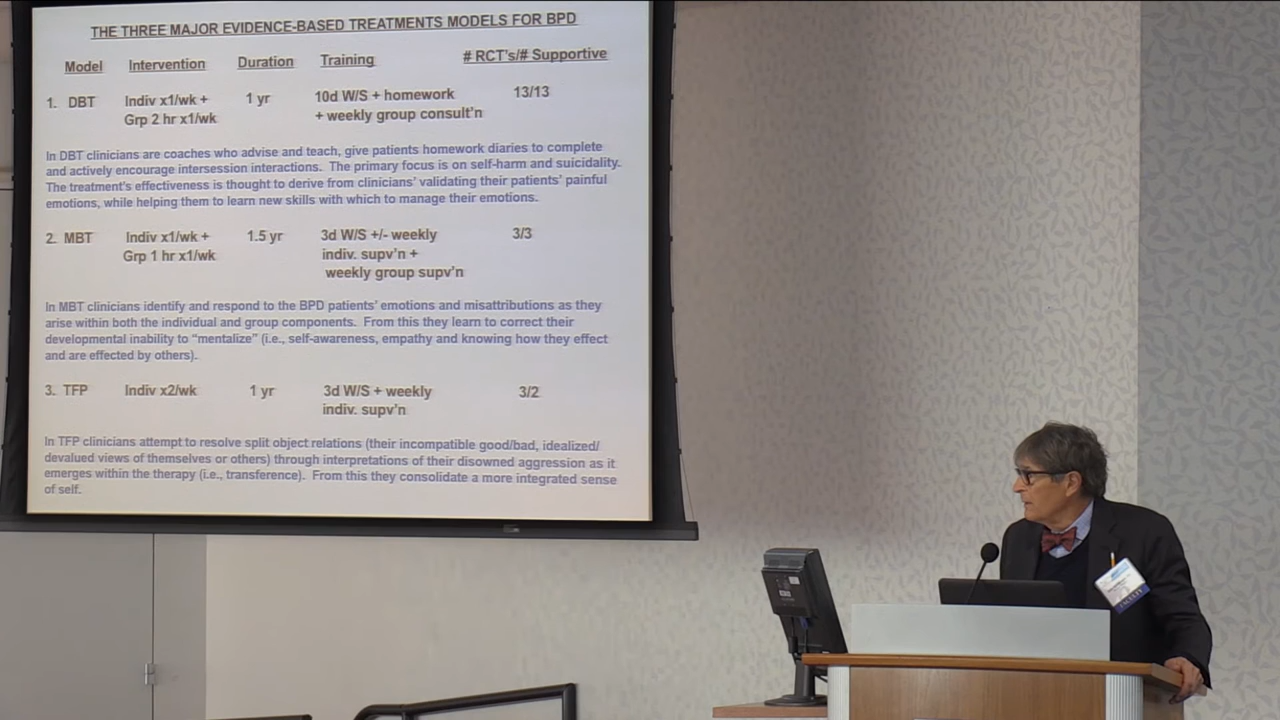 THE THREE MAJOR EVIDENCE-BASED TREATMENTS MODELS FOR BPD
Model Intervention Duration Training # RCT's/# Supportive
1. DBT Indiv x1/wk + 1 yr 10d W/S + homework 13/13
Grp 2 hr x1/wk + weekly group consult'n
In DBT clinicians are coaches who advise and teach, give patients homework diaries to complete
and actively encourage intersession interactions. The primary focus is on self-harm and suicidality.
The treatment's effectiveness is thought to derive from clinicians' validating their patients' painful
emotions, while helping them to learn new skills with which to manage their emotions.
2. MBT Indiv x1/wk + 1.5 yr 3d W/S +/- weekly 3/3
Grp 1 hr x1/wk indiv. supv'n +
weekly group supv'n
In MBT clinicians identify and respond to the BPD patients' emotions and misattributions as they
arise within both the individual and group components. From this they learn to correct their
developmental inability to "mentalize" (i.e., self-awareness, empathy and knowing how they effect
and are effected by others).
3. TFP Indiv x2/wk 1 yr 3d W/S + weekly 3/2
indiv. supv'n
In TFP clinicians attempt to resolve split object relations (their incompatible good/bad, idealized/
devalued views of themselves or others) through interpretations of their disowned aggression as it
emerges within the therapy (i.e., transference). From this they consolidate a more integrated sense
of self.
FACULTY